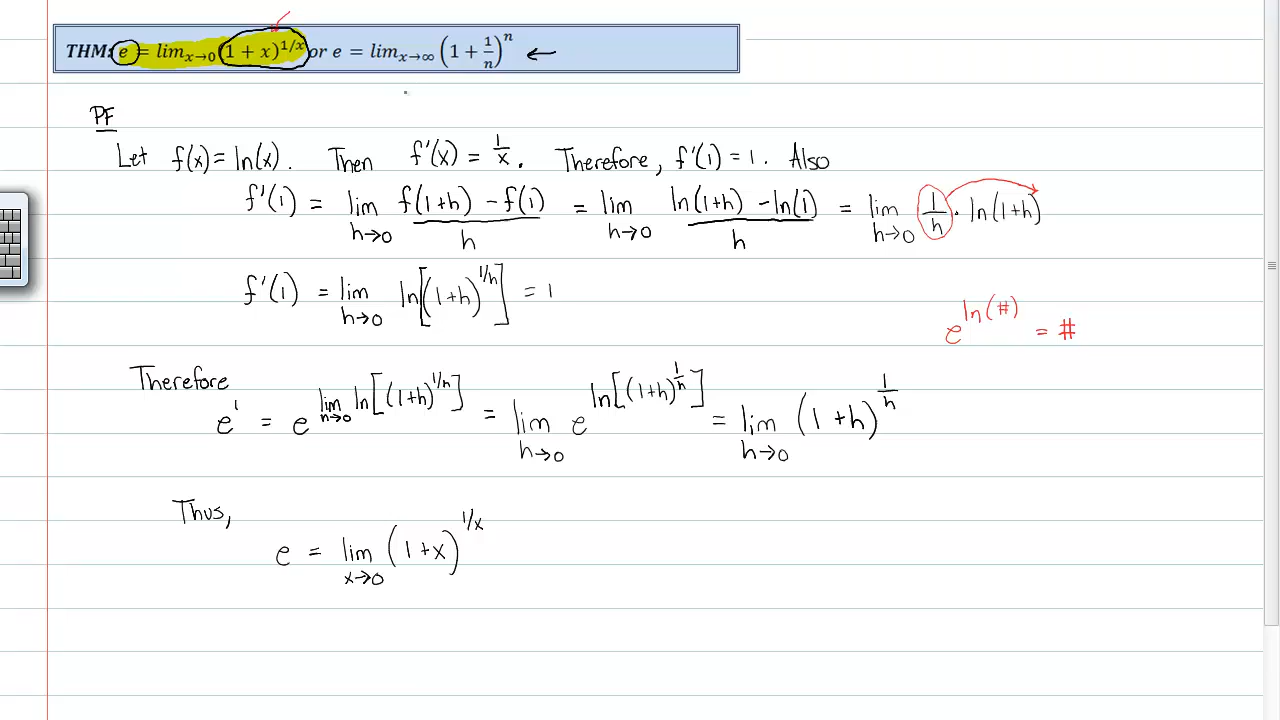 THM: e = lim_{x→0} (1 + x)^{1/x} or e = lim_{x→∞} (1 + 1/n)^n ←
PF
Let f(x) = ln(x). Then f'(x) = 1/x. Therefore, f'(1) = 1. Also
f'(1) = lim_{h→0} (f(1+h) - f(1))/h = lim_{h→0} (ln(1+h) - ln(1))/h = lim_{h→0} 1/h · ln(1+h)
f'(1) = lim_{h→0} ln[(1+h)^{1/h}] = 1
e^{ln(#)} = #
Therefore
e^1 = e^{lim_{h→0} ln[(1+h)^{1/h}]} = lim_{h→0} e^{ln[(1+h)^{1/h}]} = lim_{h→0} (1+h)^{1/h}
Thus,
e = lim_{x→0} (1+x)^{1/x}